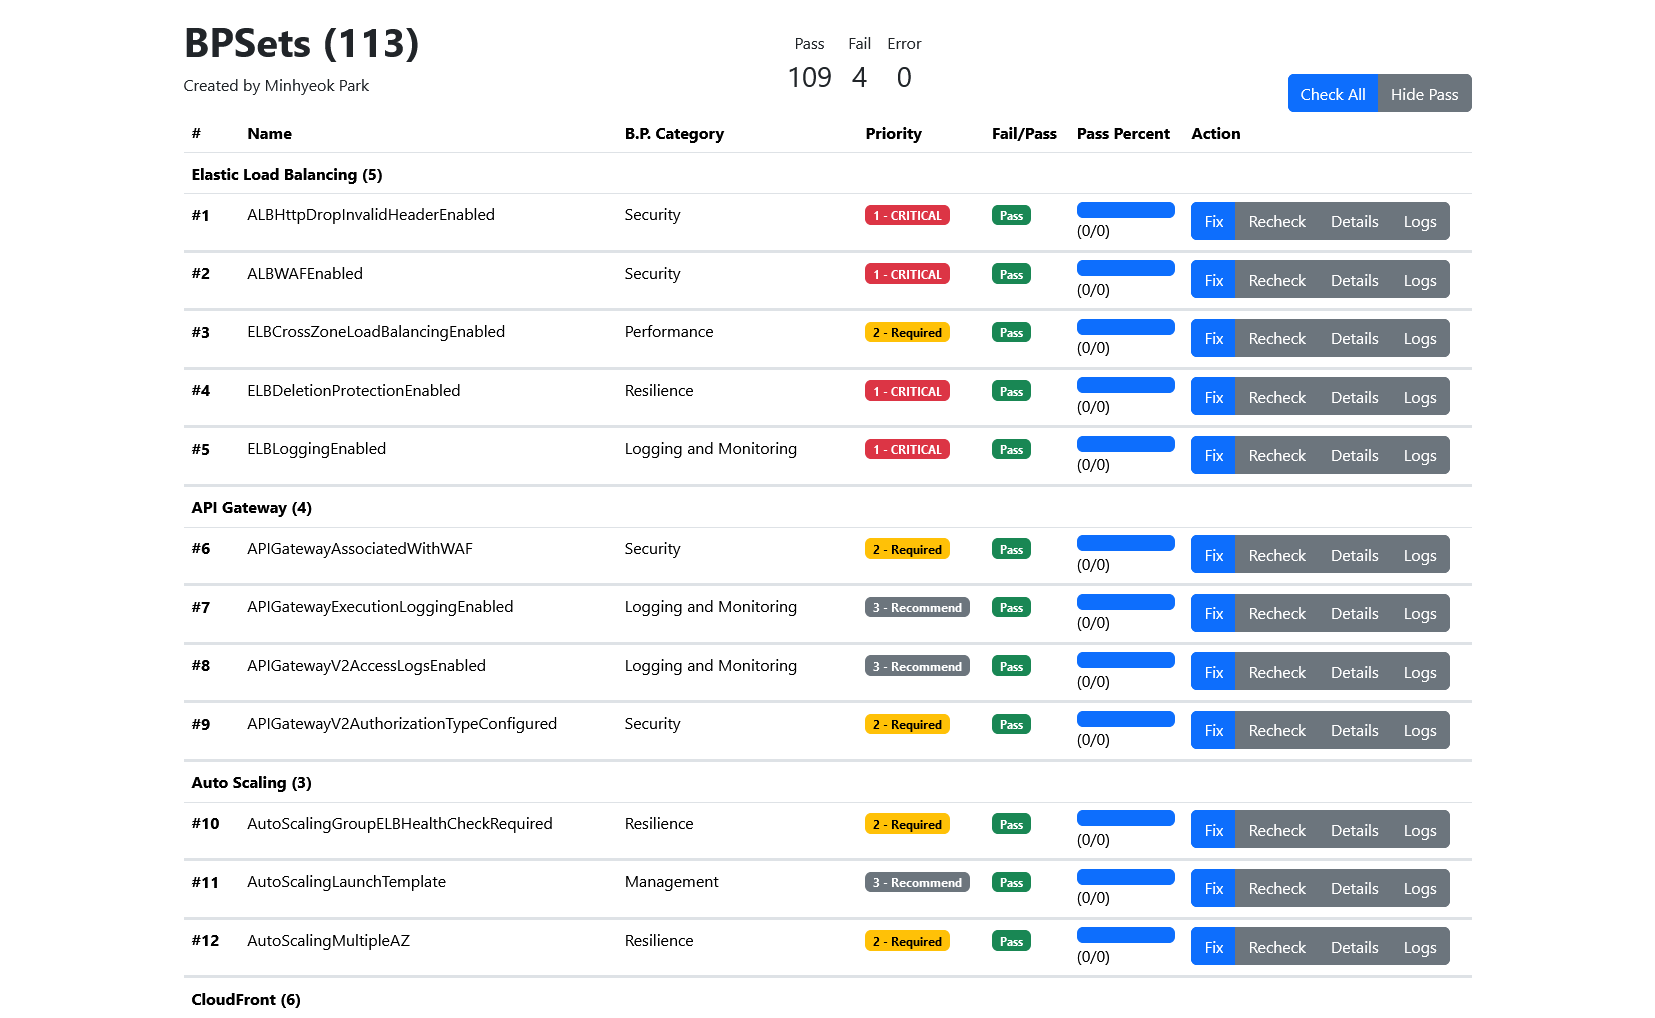 BPSets (113)
Created by Minhyeok Park
Pass Fail Error
109 4 0
Check All Hide Pass
# Name B.P. Category Priority Fail/Pass Pass Percent Action
Elastic Load Balancing (5)
#1 ALBHttpDropInvalidHeaderEnabled Security 1 - CRITICAL Pass (0/0) Fix Recheck Details Logs
#2 ALBWAFEnabled Security 1 - CRITICAL Pass (0/0) Fix Recheck Details Logs
#3 ELBCrossZoneLoadBalancingEnabled Performance 2 - Required Pass (0/0) Fix Recheck Details Logs
#4 ELBDeletionProtectionEnabled Resilience 1 - CRITICAL Pass (0/0) Fix Recheck Details Logs
#5 ELBLoggingEnabled Logging and Monitoring 1 - CRITICAL Pass (0/0) Fix Recheck Details Logs
API Gateway (4)
#6 APIGatewayAssociatedWithWAF Security 2 - Required Pass (0/0) Fix Recheck Details Logs
#7 APIGatewayExecutionLoggingEnabled Logging and Monitoring 3 - Recommend Pass (0/0) Fix Recheck Details Logs
#8 APIGatewayV2AccessLogsEnabled Logging and Monitoring 3 - Recommend Pass (0/0) Fix Recheck Details Logs
#9 APIGatewayV2AuthorizationTypeConfigured Security 2 - Required Pass (0/0) Fix Recheck Details Logs
Auto Scaling (3)
#10 AutoScalingGroupELBHealthCheckRequired Resilience 2 - Required Pass (0/0) Fix Recheck Details Logs
#11 AutoScalingLaunchTemplate Management 3 - Recommend Pass (0/0) Fix Recheck Details Logs
#12 AutoScalingMultipleAZ Resilience 2 - Required Pass (0/0) Fix Recheck Details Logs
CloudFront (6)